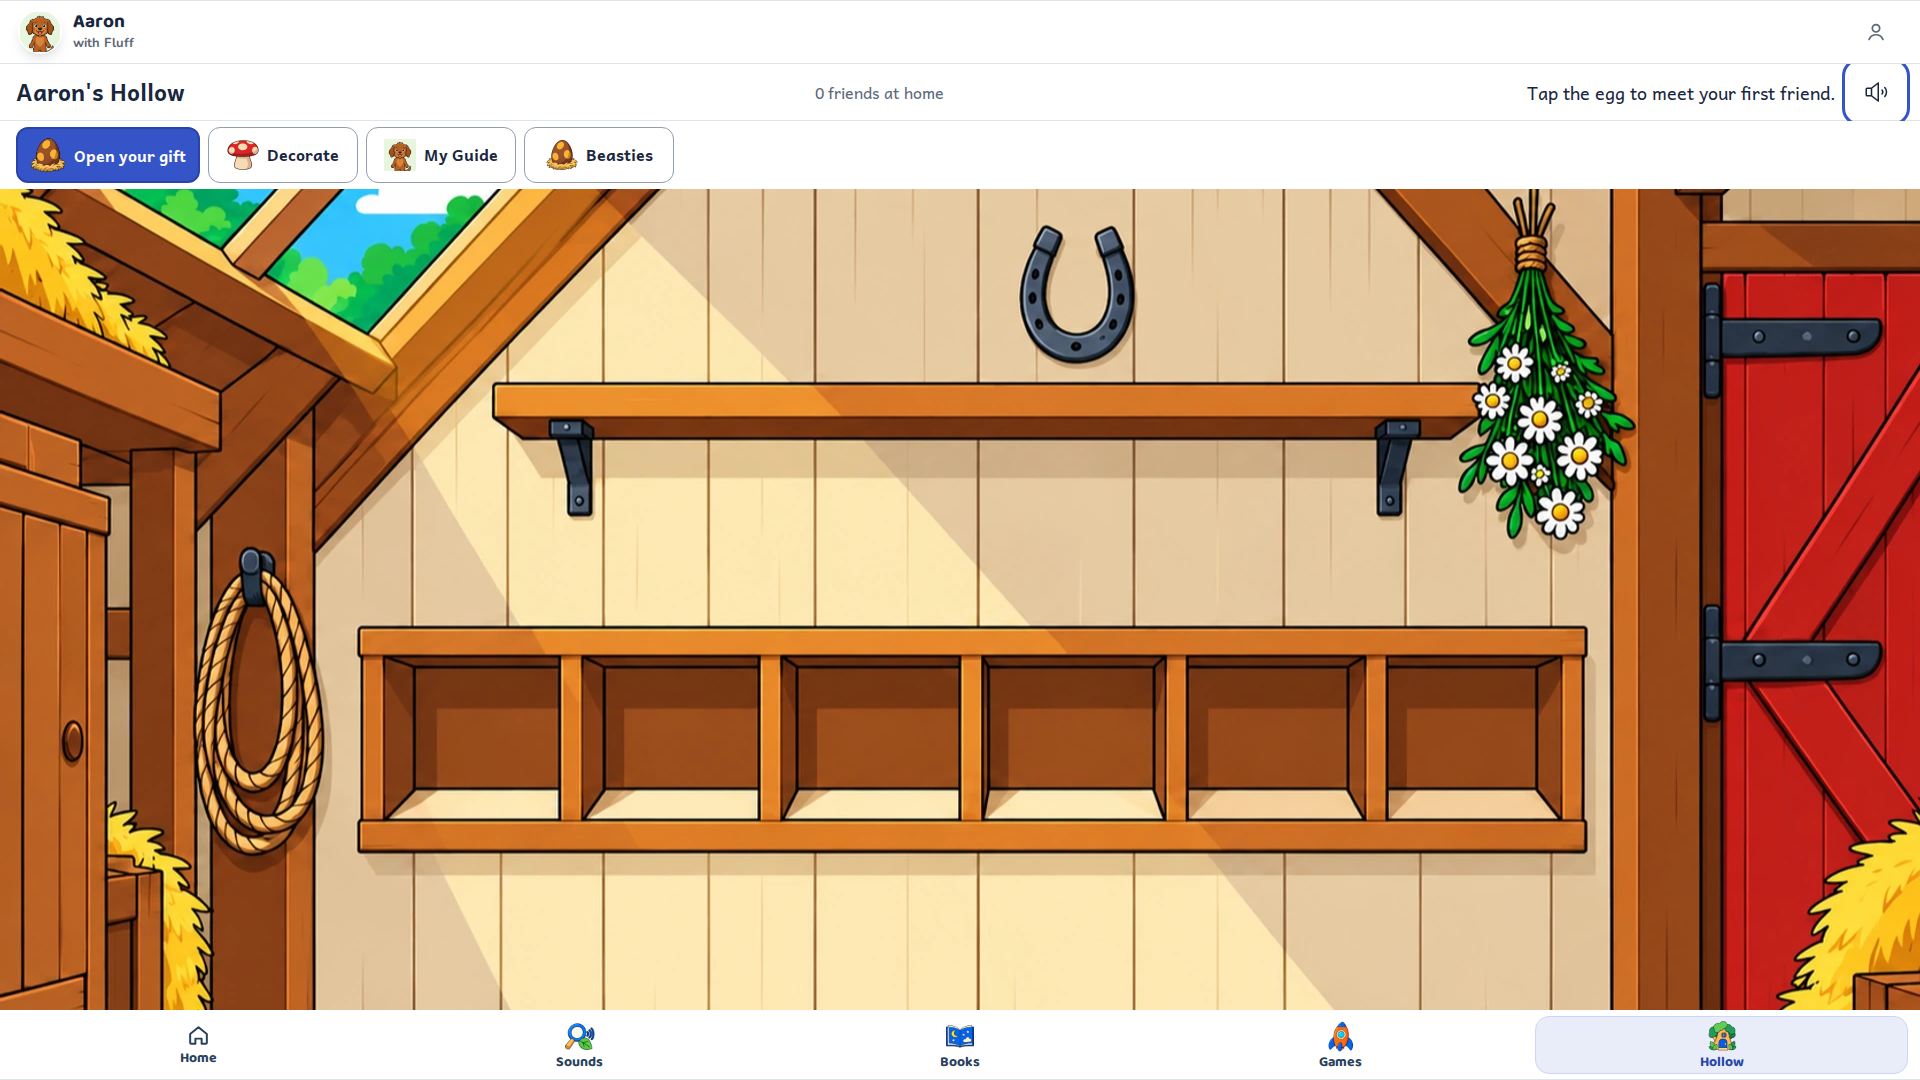 Aaron
with Fluff
Aaron's Hollow
0 friends at home
Tap the egg to meet your first friend.
Open your gift
Decorate
My Guide
Beasties
Home
Sounds
Books
Games
Hollow